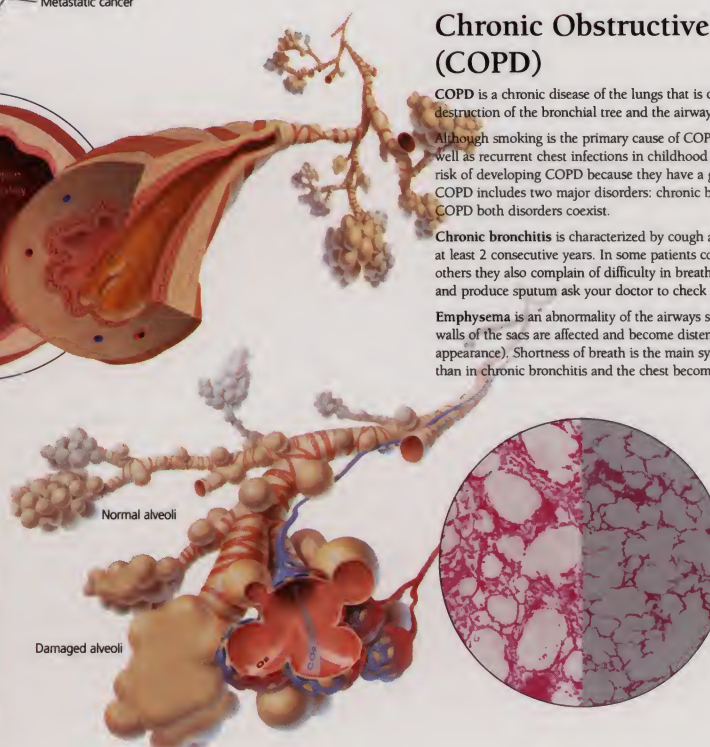 Metastatic cancer
Chronic Obstructive
(COPD)
COPD is a chronic disease of the lungs that is
destruction of the bronchial tree and the airway
Although smoking is the primary cause of COP
well as recurrent chest infections in childhood
risk of developing COPD because they have a
COPD includes two major disorders: chronic b
COPD both disorders coexist.
Chronic bronchitis is characterized by cough a
at least 2 consecutive years. In some patients co
others they also complain of difficulty in breath
and produce sputum ask your doctor to check
Emphysema is an abnormality of the airways s
walls of the sacs are affected and become disten
appearance). Shortness of breath is the main sy
than in chronic bronchitis and the chest becom
Normal alveoli
Damaged alveoli
O₂
CO₂